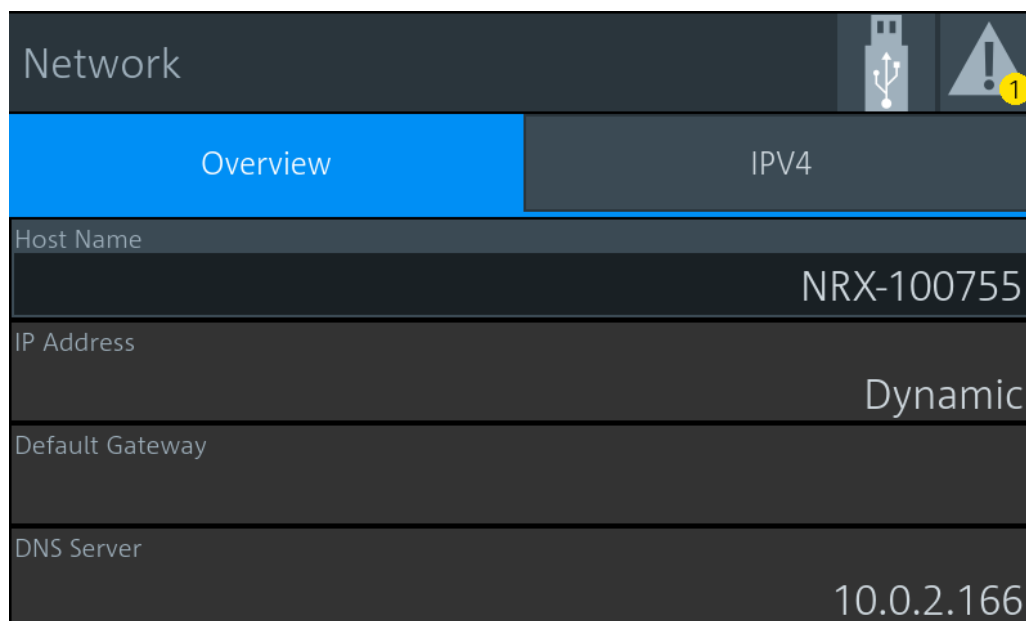 Network
1
Overview
IPV4
Host Name
NRX-100755
IP Address
Dynamic
Default Gateway
DNS Server
10.0.2.166